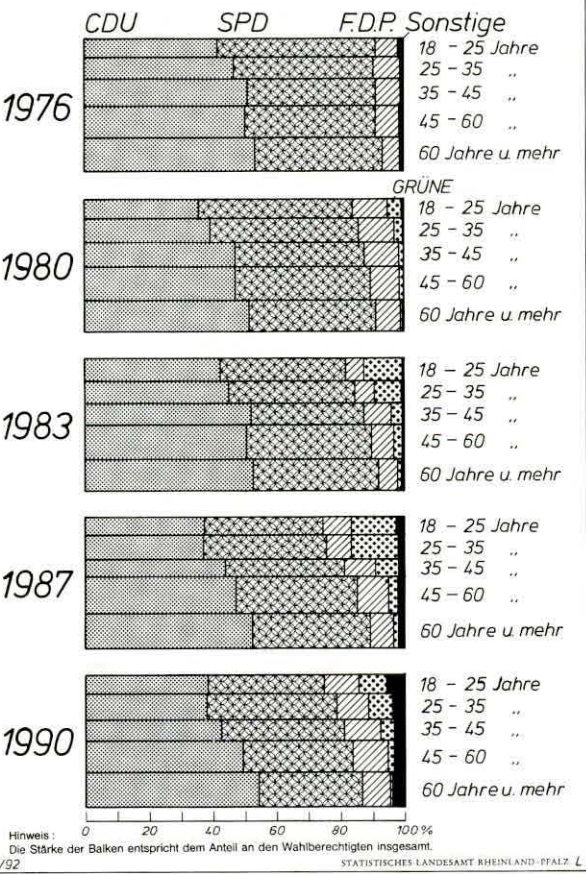 CDU SPD F.D.P. Sonstige
1976
18 - 25 Jahre
25 - 35 "
35 - 45 "
45 - 60 "
60 Jahre u. mehr
GRÜNE
1980
18 - 25 Jahre
25 - 35 "
35 - 45 "
45 - 60 "
60 Jahre u. mehr
1983
18 - 25 Jahre
25 - 35 "
35 - 45 "
45 - 60 "
60 Jahre u. mehr
1987
18 - 25 Jahre
25 - 35 "
35 - 45 "
45 - 60 "
60 Jahre u. mehr
1990
18 - 25 Jahre
25 - 35 "
35 - 45 "
45 - 60 "
60 Jahre u. mehr
0 20 40 60 80 100 %
Hinweis :
Die Stärke der Balken entspricht dem Anteil an den Wahlberechtigten insgesamt.
/92 STATISTISCHES LANDESAMT RHEINLAND-PFALZ L